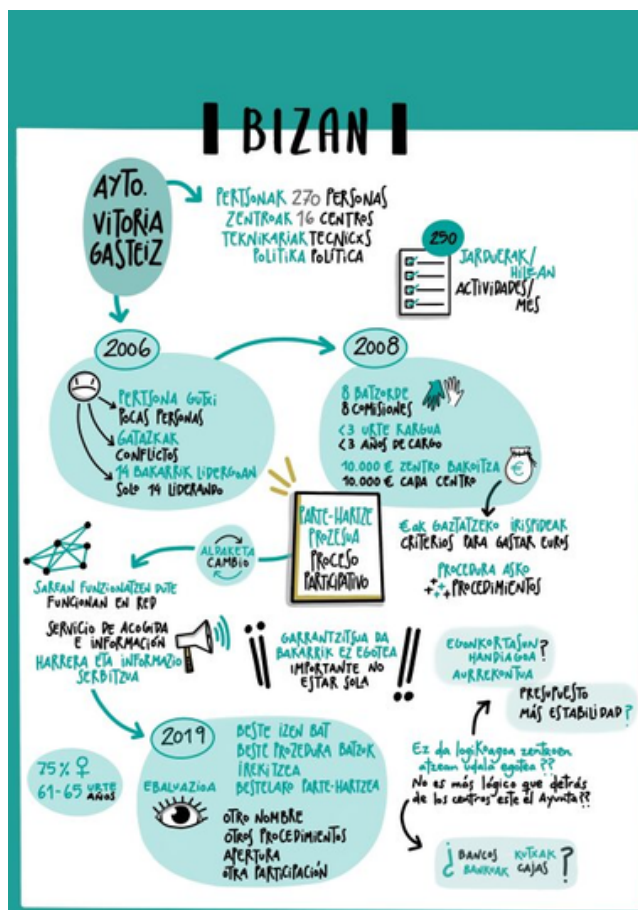 BIZAN
AYTO.
VITORIA
GASTEIZ
PERTSONAK 270 PERSONAS
ZENTROAK 16 CENTROS
TEKNIKARIAK TECNICXS
POLITIKA POLÍTICA
250
JARDUERAK/
HILEAN
ACTIVIDADES/
MES
2006
PERTSONA GUTXI
POCAS PERSONAS
GATAZKAK
CONFLICTOS
14 BAKARRIK LIDERGOAN
SOLO 14 LIDERANDO
2008
8 BATZORDE
8 COMISIONES
<3 URTE KARGUA
<3 AÑOS DE CARGO
10.000 € ZENTRO BAKOITZA
10.000 € CADA CENTRO
€
€ak GAZTATZEKO IRISPIDEAK
CRITERIOS PARA GASTAR EUROS
PROCEDURA ASKO
+ PROCEDIMIENTOS
PARTE-HARTZE
PROZESUA
PROCESO
PARTICIPATIVO
ALDAKETA
CAMBIO
SAREAN FUNTZIONATZEN DUTE
FUNCIONAN EN RED
SERVICIO DE ACOGIDA
E INFORMACIÓN
HARRERA ETA INFORMAZIO
SERBITZUA
¡¡ GARRANTZITSUA DA
BAKARRIK EZ EGOTEA
IMPORTANTE NO
ESTAR SOLA !!
EGONKORTASUN
HANDIAGOA ?
AURREKONTUA
PRESUPUESTO
MÁS ESTABILIDAD?
Ez da logikoagoa zentroen
atzean udala egotea ??
No es más lógico que detrás
de los centros este el Ayunta??
¿BANCOS KUTXAK
BANKUAK CAJAS?
2019
BESTE IZEN BAT
BESTE PROZEDURA BATZUK
IREKITZEA
BESTELAKO PARTE-HARTZEA
EBALUAZIOA
OTRO NOMBRE
OTROS PROCEDIMIENTOS
APERTURA
OTRA PARTICIPACIÓN
75% ♀
61-65 URTE
AÑOS